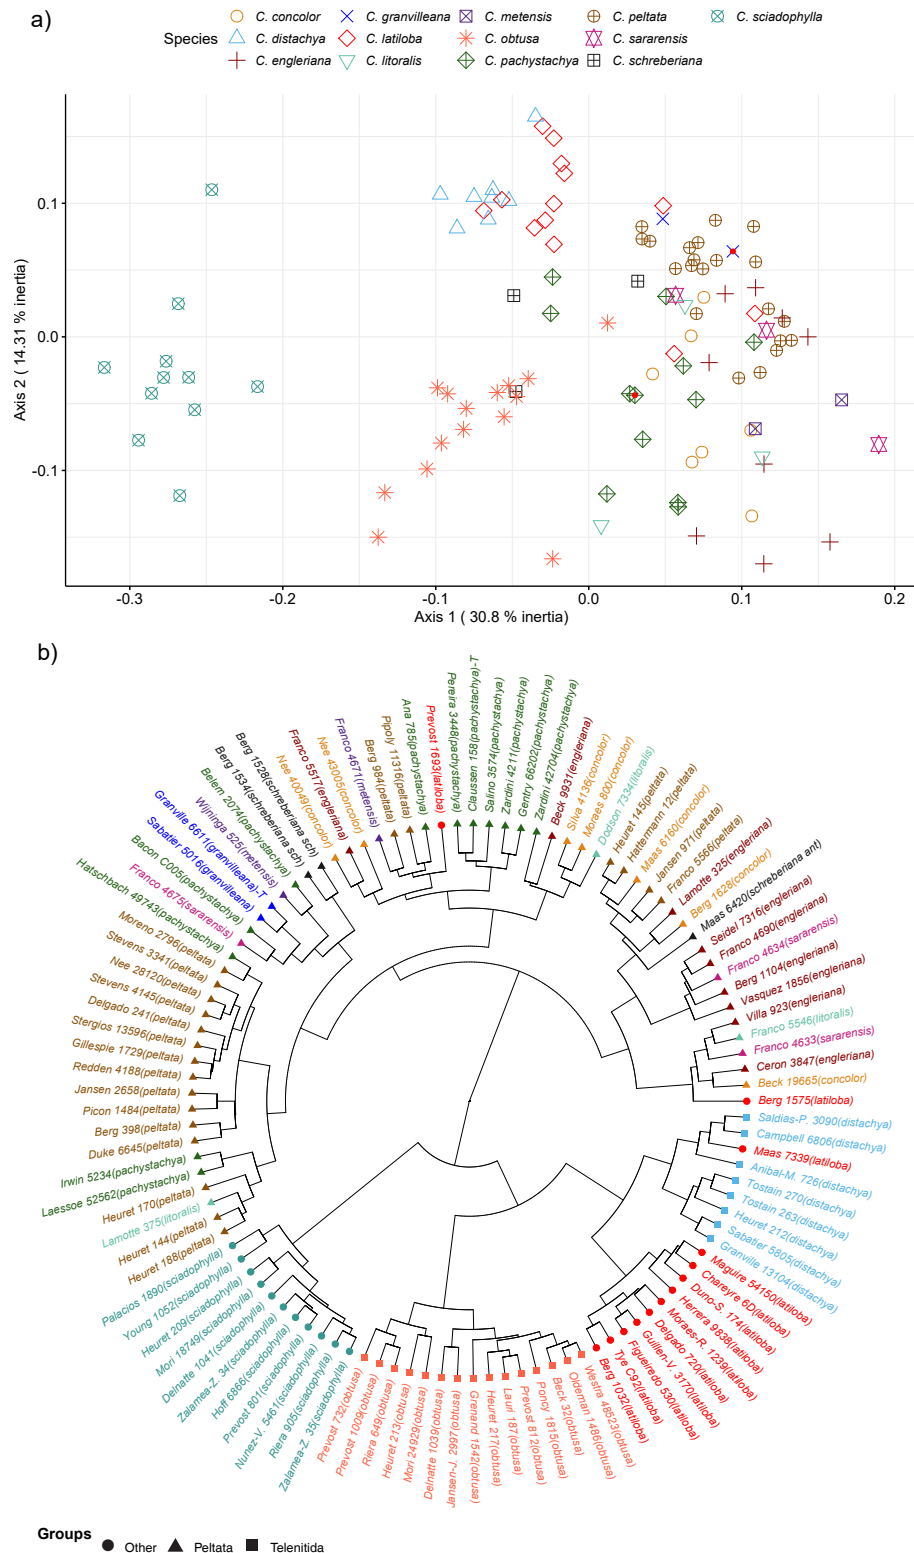 a)
Species
C. concolor
C. distachya
C. engleriana
C. granvilleana
C. latiloba
C. litoralis
C. metensis
C. obtusa
C. pachystachya
C. peltata
C. sararensis
C. schreberiana
C. sciadophylla
Axis 2 ( 14.31 % inertia)
0.1
0.0
-0.1
-0.3
-0.2
-0.1
0.0
0.1
0.2
Axis 1 ( 30.8 % inertia)
b)
Prevost 1693(latiloba)
Pereira 3448(pachystachya)
Claussen 158(pachystachya)-T
Salino 3574(pachystachya)
Zardini 4211(pachystachya)
Gentry 66202(pachystachya)
Zardini 42704(pachystachya)
Beck 9931(engleriana)
Silva 4136(concolor)
Moraes 800(concolor)
Dodson 7334(litoralis)
Heuret 145(peltata)
Hattermann 12(peltata)
Maas 6160(concolor)
Jansen 971(peltata)
Franco 5566(peltata)
Lamotte 325(engleriana)
Berg 1628(concolor)
Maas 6420(schreberiana ant)
Seidel 7316(engleriana)
Franco 4690(engleriana)
Franco 4634(sararensis)
Berg 1104(engleriana)
Vasquez 1856(engleriana)
Villa 923(engleriana)
Franco 5546(litoralis)
Franco 4633(sararensis)
Ceron 3847(engleriana)
Beck 19665(concolor)
Berg 1575(latiloba)
Saldias-P. 3090(distachya)
Campbell 6806(distachya)
Maas 7339(latiloba)
Anibal-M. 726(distachya)
Tostain 270(distachya)
Tostain 263(distachya)
Heuret 212(distachya)
Sabatier 5805(distachya)
Granville 13104(distachya)
Maguire 54150(latiloba)
Chareyre 6D(latiloba)
Duno-S. 174(latiloba)
Herrera 9838(latiloba)
Moraes-R. 1239(latiloba)
Delgado 720(latiloba)
Guillen-V. 3170(latiloba)
Figueiredo 530(latiloba)
Tye C92(latiloba)
Berg 1032(latiloba)
Westra 48523(obtusa)
Oldeman 1486(obtusa)
Beck 32(obtusa)
Poncy 1815(obtusa)
Prevost 812(obtusa)
Lauri 187(obtusa)
Heuret 217(obtusa)
Grenand 1542(obtusa)
Jansen-J. 2997(obtusa)
Delnatte 1039(obtusa)
Mori 24929(obtusa)
Heuret 213(obtusa)
Riera 649(obtusa)
Prevost 1009(obtusa)
Prevost 732(obtusa)
Zalamea-Z. 35(sciadophylla)
Riera 905(sciadophylla)
Nunez-V. 5461(sciadophylla)
Prevost 801(sciadophylla)
Hoff 6866(sciadophylla)
Zalamea-Z. 34(sciadophylla)
Delnatte 1041(sciadophylla)
Mori 18749(sciadophylla)
Heuret 209(sciadophylla)
Young 1052(sciadophylla)
Palacios 1890(sciadophylla)
Heuret 188(peltata)
Heuret 144(peltata)
Lamotte 375(litoralis)
Heuret 170(peltata)
Laessoe 52562(pachystachya)
Irwin 5234(pachystachya)
Duke 6645(peltata)
Berg 398(peltata)
Picon 1484(peltata)
Jansen 2658(peltata)
Redden 4188(peltata)
Gillespie 1729(peltata)
Stergios 13596(peltata)
Delgado 241(peltata)
Stevens 4145(peltata)
Nee 28120(peltata)
Stevens 3341(peltata)
Moreno 2796(peltata)
Hatschbach 49743(pachystachya)
Franco 4675(sararensis)
Bacon C005(pachystachya)
Sabatier 5016(granvilleana)
Granville 6611(granvilleana)-T
Wijninga 525(metensis)
Belem 2074(pachystachya)
Berg 1534(schreberiana sch)
Berg 1528(schreberiana sch)
Nee 40049(concolor)
Franco 5517(engleriana)
Nee 43005(concolor)
Franco 4671(metensis)
Berg 984(peltata)
Pipoly 11316(peltata)
Ana 785(pachystachya)
Groups
Other
Peltata
Telenitida